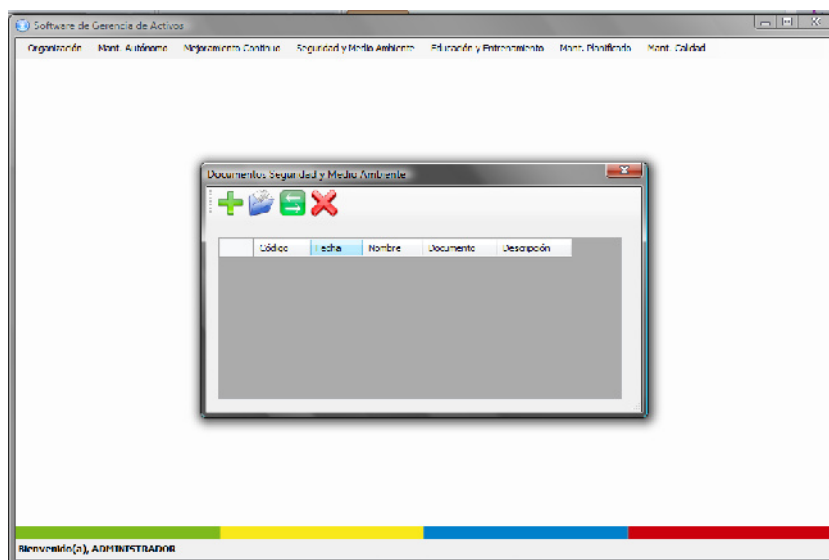 Software de Gerencia de Activos
Organización Mant. Autónomo Mejoramiento Continuo Seguridad y Medio Ambiente Educación y Entrenamiento Mant. Planificado Mant. Calidad
Documentos Seguridad y Medio Ambiente
Código Fecha Nombre Documento Descripción
Bienvenido(a), ADMINISTRADOR